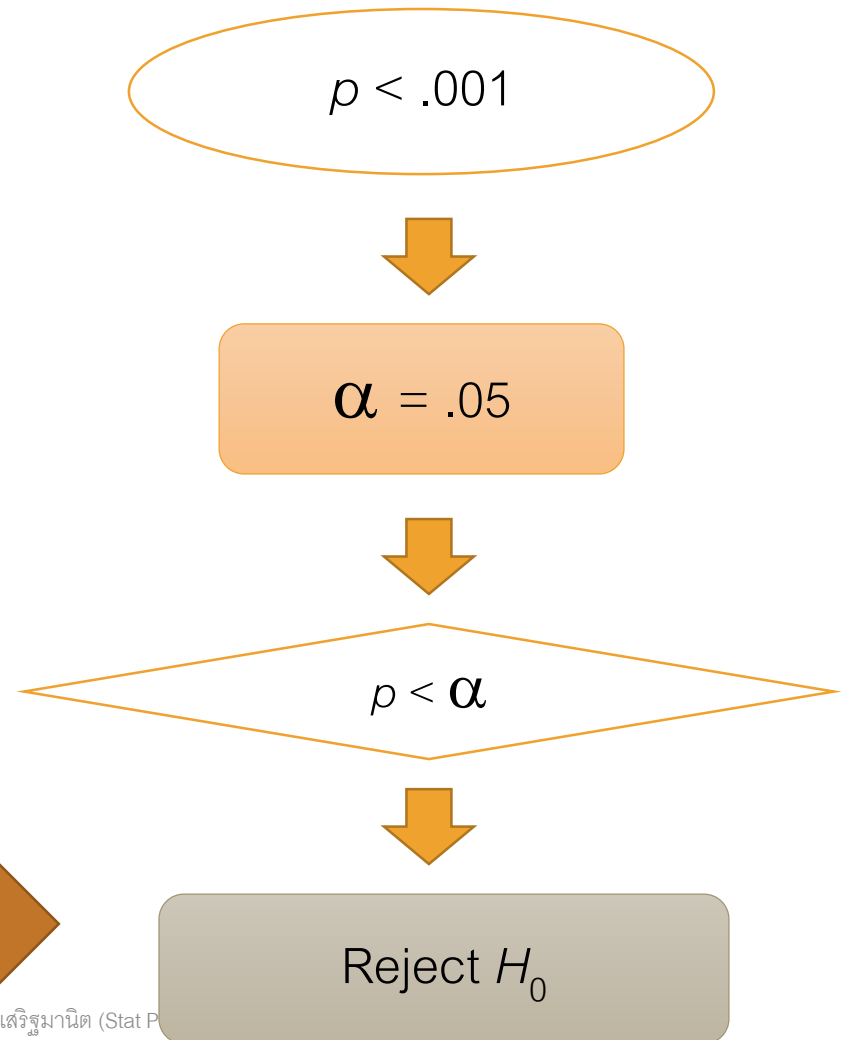 p < .001
α = .05
p < α
Reject H₀
เสริฐมานิต (Stat P